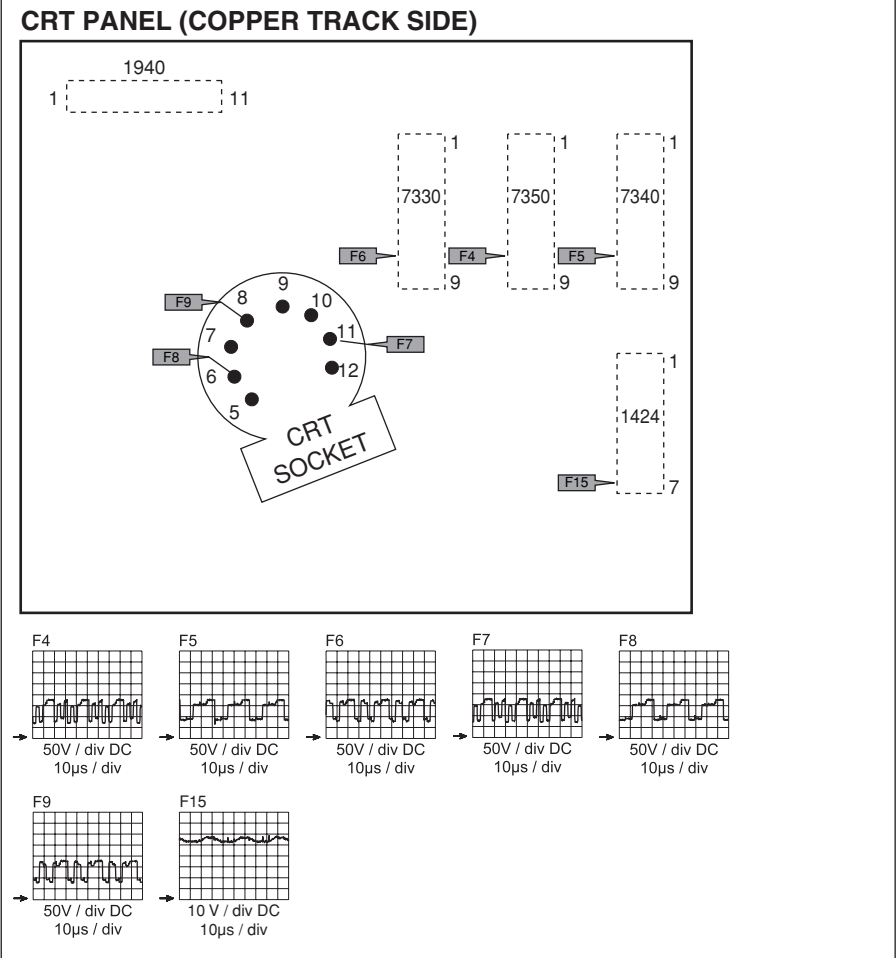 CRT PANEL (COPPER TRACK SIDE)
1940
1 11
1 1 1
7330 7350 7340
F6 F4 F5
9 9 9
F9 8 9 10
7 11 F7
F8 6 12
5
CRT
SOCKET
1
1424
F15 7
F4 F5 F6 F7 F8
50V / div DC 50V / div DC 50V / div DC 50V / div DC 50V / div DC
10µs / div 10µs / div 10µs / div 10µs / div 10µs / div
F9 F15
50V / div DC 10 V / div DC
10µs / div 10µs / div